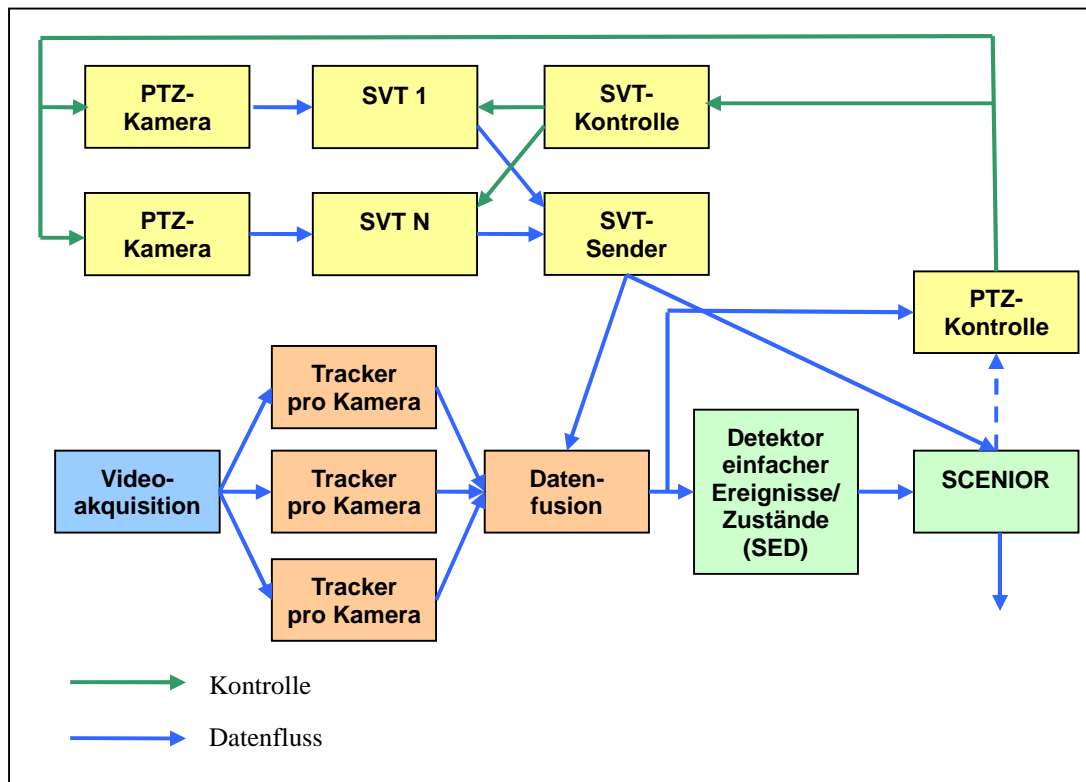 PTZ-
Kamera
SVT 1
SVT-
Kontrolle
PTZ-
Kamera
SVT N
SVT-
Sender
PTZ-
Kontrolle
Tracker
pro Kamera
Video-
akquisition
Tracker
pro Kamera
Daten-
fusion
Detektor
einfacher
Ereignisse/
Zustände
(SED)
SCENIOR
Tracker
pro Kamera
Kontrolle
Datenfluss